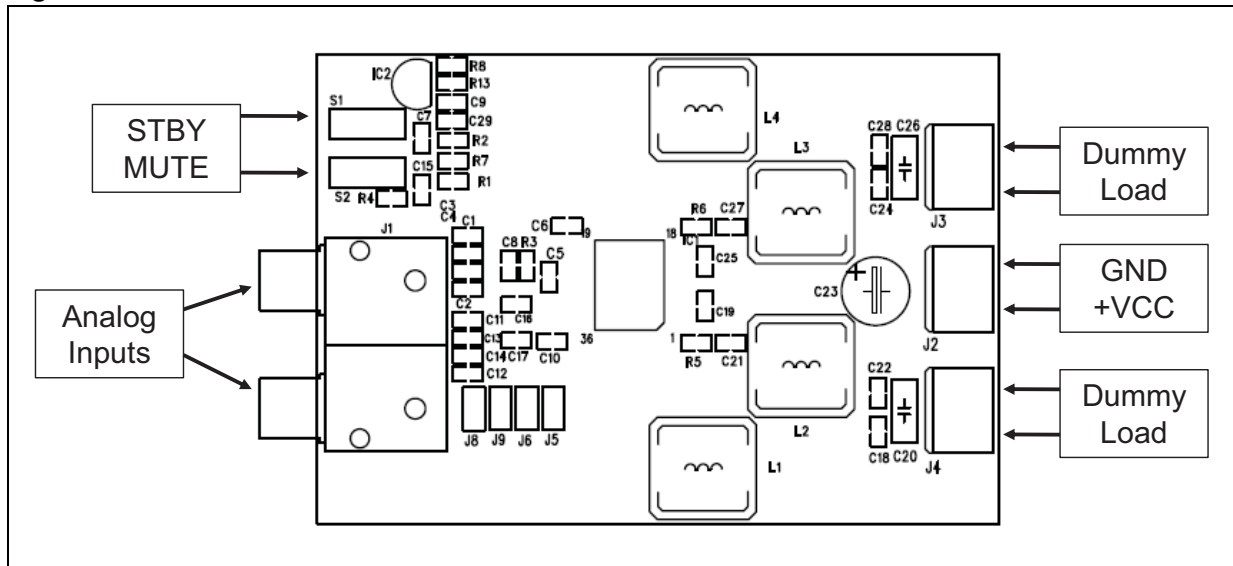 STBY
MUTE
Analog
Inputs
IC2
R8
R13
C9
C29
R2
R7
R1
S1
C7
S2
R4
C15
C3
C4
C1
J1
C6
19
C8
R3
C5
C2
C11
C16
C13
C14
C17
C10
C12
J8
J9
J6
J5
36
18
R6
C27
IC1
C25
C19
1
R5
C21
L4
L3
L2
L1
C23
+
C28
C26
C24
J3
J2
C22
C18
C20
J4
Dummy
Load
GND
+VCC
Dummy
Load